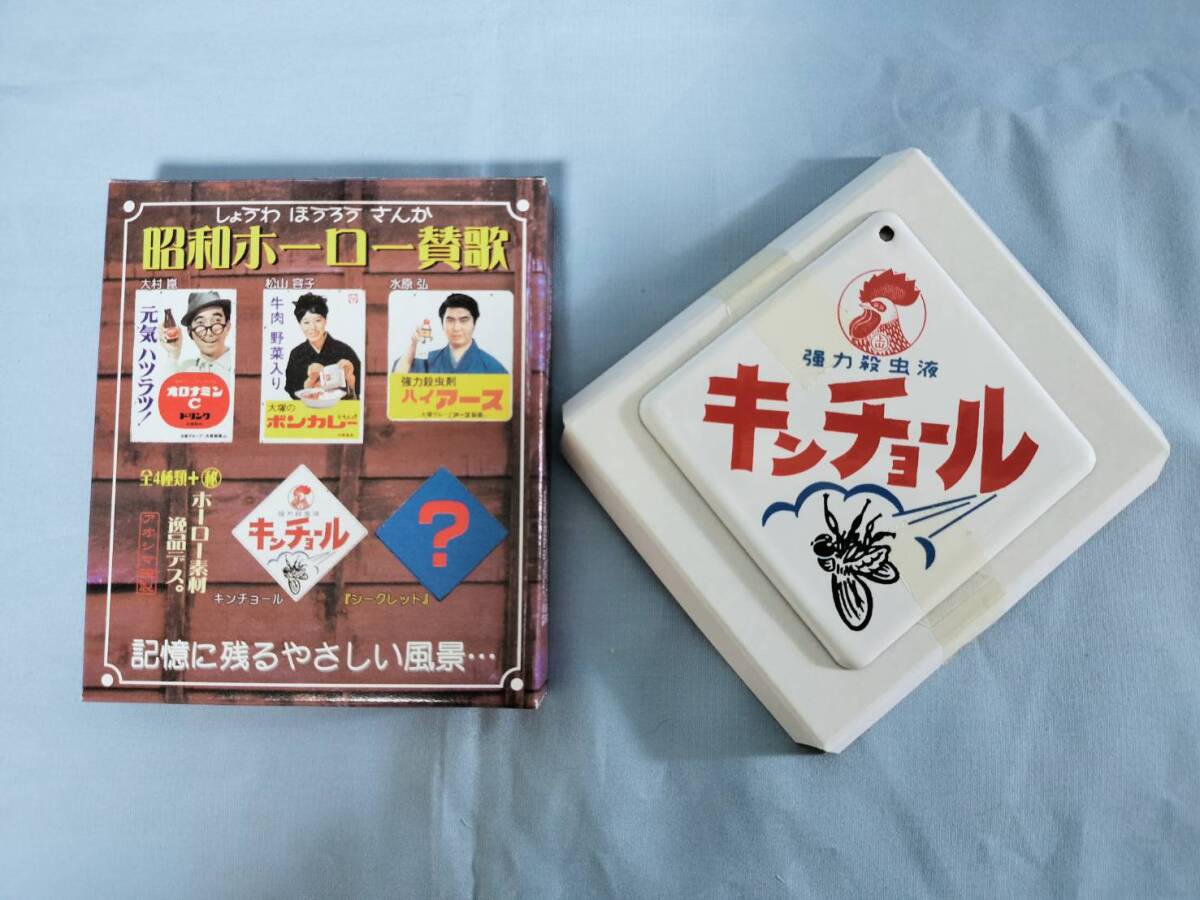 しょうわ ほうろう さんか
昭和ホーロー賛歌
大村 崑
松山 容子
水原 弘
元気ハツラツ!
オロナミン
C
ドリンク
牛肉 野菜入り
大塚の
ボンカレー
強力殺虫剤
ハイアース
全4種類+㊙
ホーロー素材
逸品デス。
アオシマ
強力殺虫液
キンチョール
キンチョール
?
『シークレット』
記憶に残るやさしい風景…
強力殺虫液
キンチョール